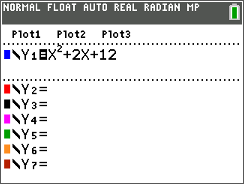 NORMAL FLOAT AUTO REAL RADIAN MP
Plot1 Plot2 Plot3
\Y₁=X²+2X+12
\Y₂=
\Y₃=
\Y₄=
\Y₅=
\Y₆=
\Y₇=